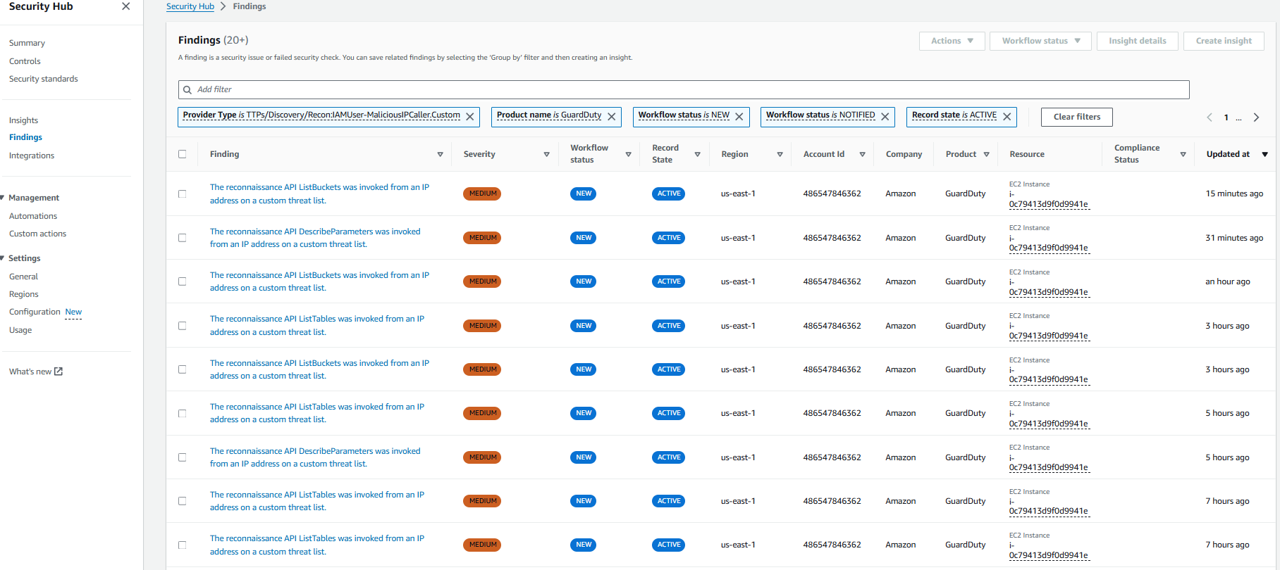 Security Hub
Summary
Controls
Security standards
Insights
Findings
Integrations
Management
Automations
Custom actions
Settings
General
Regions
Configuration New
Usage
What's new
Security Hub > Findings
Findings (20+)
Actions
Workflow status
Insight details
Create insight
A finding is a security issue or failed security check. You can save related findings by selecting the 'Group by' filter and then creating an insight.
Add filter
Provider Type is TTPs/Discovery/Recon:IAMUser-MaliciousIPCaller.Custom
Product name is GuardDuty
Workflow status is NEW
Workflow status is NOTIFIED
Record state is ACTIVE
Clear filters
1 ...
Finding
Severity
Workflow
status
Record
State
Region
Account Id
Company
Product
Resource
Compliance
Status
Updated at
The reconnaissance API ListBuckets was invoked from an IP
address on a custom threat list.
MEDIUM
NEW
ACTIVE
us-east-1
486547846362
Amazon
GuardDuty
EC2 Instance
i-
0c79413d9f0d9941e
15 minutes ago
The reconnaissance API DescribeParameters was invoked
from an IP address on a custom threat list.
MEDIUM
NEW
ACTIVE
us-east-1
486547846362
Amazon
GuardDuty
EC2 Instance
i-
0c79413d9f0d9941e
31 minutes ago
The reconnaissance API ListBuckets was invoked from an IP
address on a custom threat list.
MEDIUM
NEW
ACTIVE
us-east-1
486547846362
Amazon
GuardDuty
EC2 Instance
i-
0c79413d9f0d9941e
an hour ago
The reconnaissance API ListTables was invoked from an IP
address on a custom threat list.
MEDIUM
NEW
ACTIVE
us-east-1
486547846362
Amazon
GuardDuty
EC2 Instance
i-
0c79413d9f0d9941e
3 hours ago
The reconnaissance API ListBuckets was invoked from an IP
address on a custom threat list.
MEDIUM
NEW
ACTIVE
us-east-1
486547846362
Amazon
GuardDuty
EC2 Instance
i-
0c79413d9f0d9941e
3 hours ago
The reconnaissance API ListTables was invoked from an IP
address on a custom threat list.
MEDIUM
NEW
ACTIVE
us-east-1
486547846362
Amazon
GuardDuty
EC2 Instance
i-
0c79413d9f0d9941e
5 hours ago
The reconnaissance API DescribeParameters was invoked
from an IP address on a custom threat list.
MEDIUM
NEW
ACTIVE
us-east-1
486547846362
Amazon
GuardDuty
EC2 Instance
i-
0c79413d9f0d9941e
5 hours ago
The reconnaissance API ListTables was invoked from an IP
address on a custom threat list.
MEDIUM
NEW
ACTIVE
us-east-1
486547846362
Amazon
GuardDuty
EC2 Instance
i-
0c79413d9f0d9941e
7 hours ago
The reconnaissance API ListTables was invoked from an IP
address on a custom threat list.
MEDIUM
NEW
ACTIVE
us-east-1
486547846362
Amazon
GuardDuty
EC2 Instance
i-
0c79413d9f0d9941e
7 hours ago